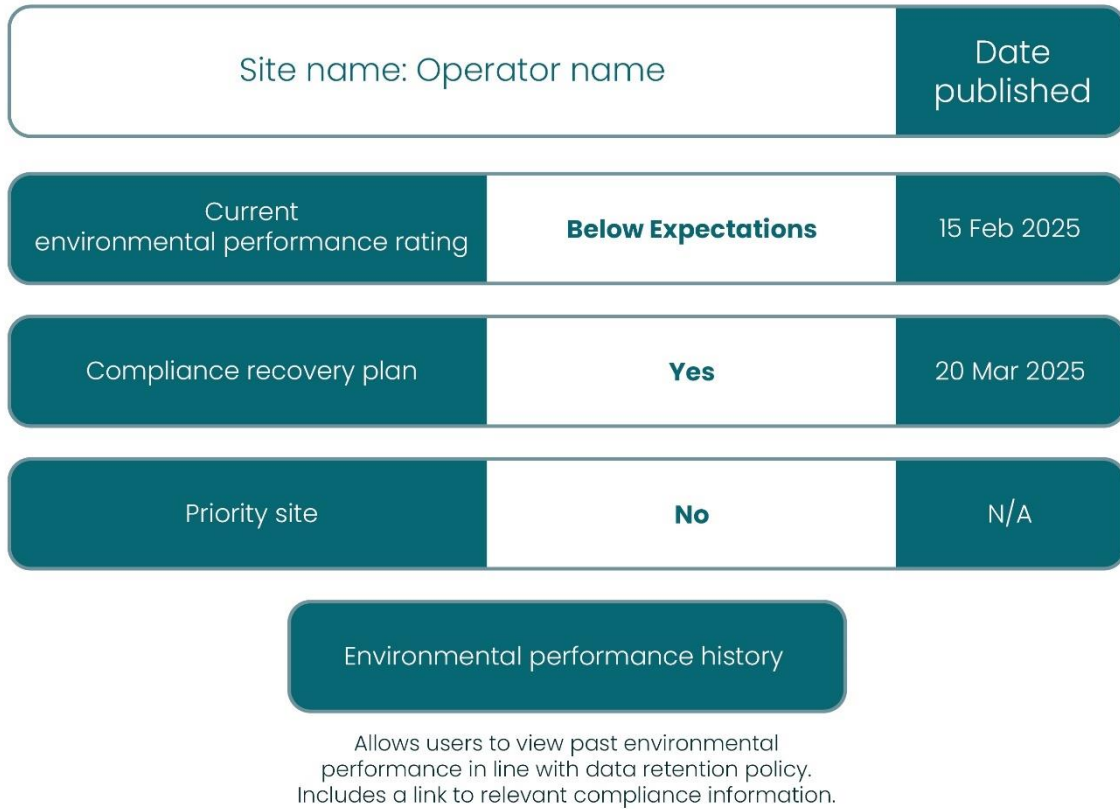 Site name: Operator name
Date
published
Current
environmental performance rating
Below Expectations
15 Feb 2025
Compliance recovery plan
Yes
20 Mar 2025
Priority site
No
N/A
Environmental performance history
Allows users to view past environmental
performance in line with data retention policy.
Includes a link to relevant compliance information.